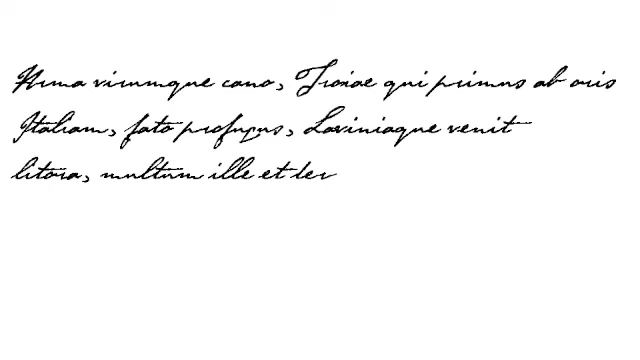 Arma virumque cano, Troiae qui primus ab oris
Italiam, fato profugus, Laviniaque venit
litora, multum ille et ter